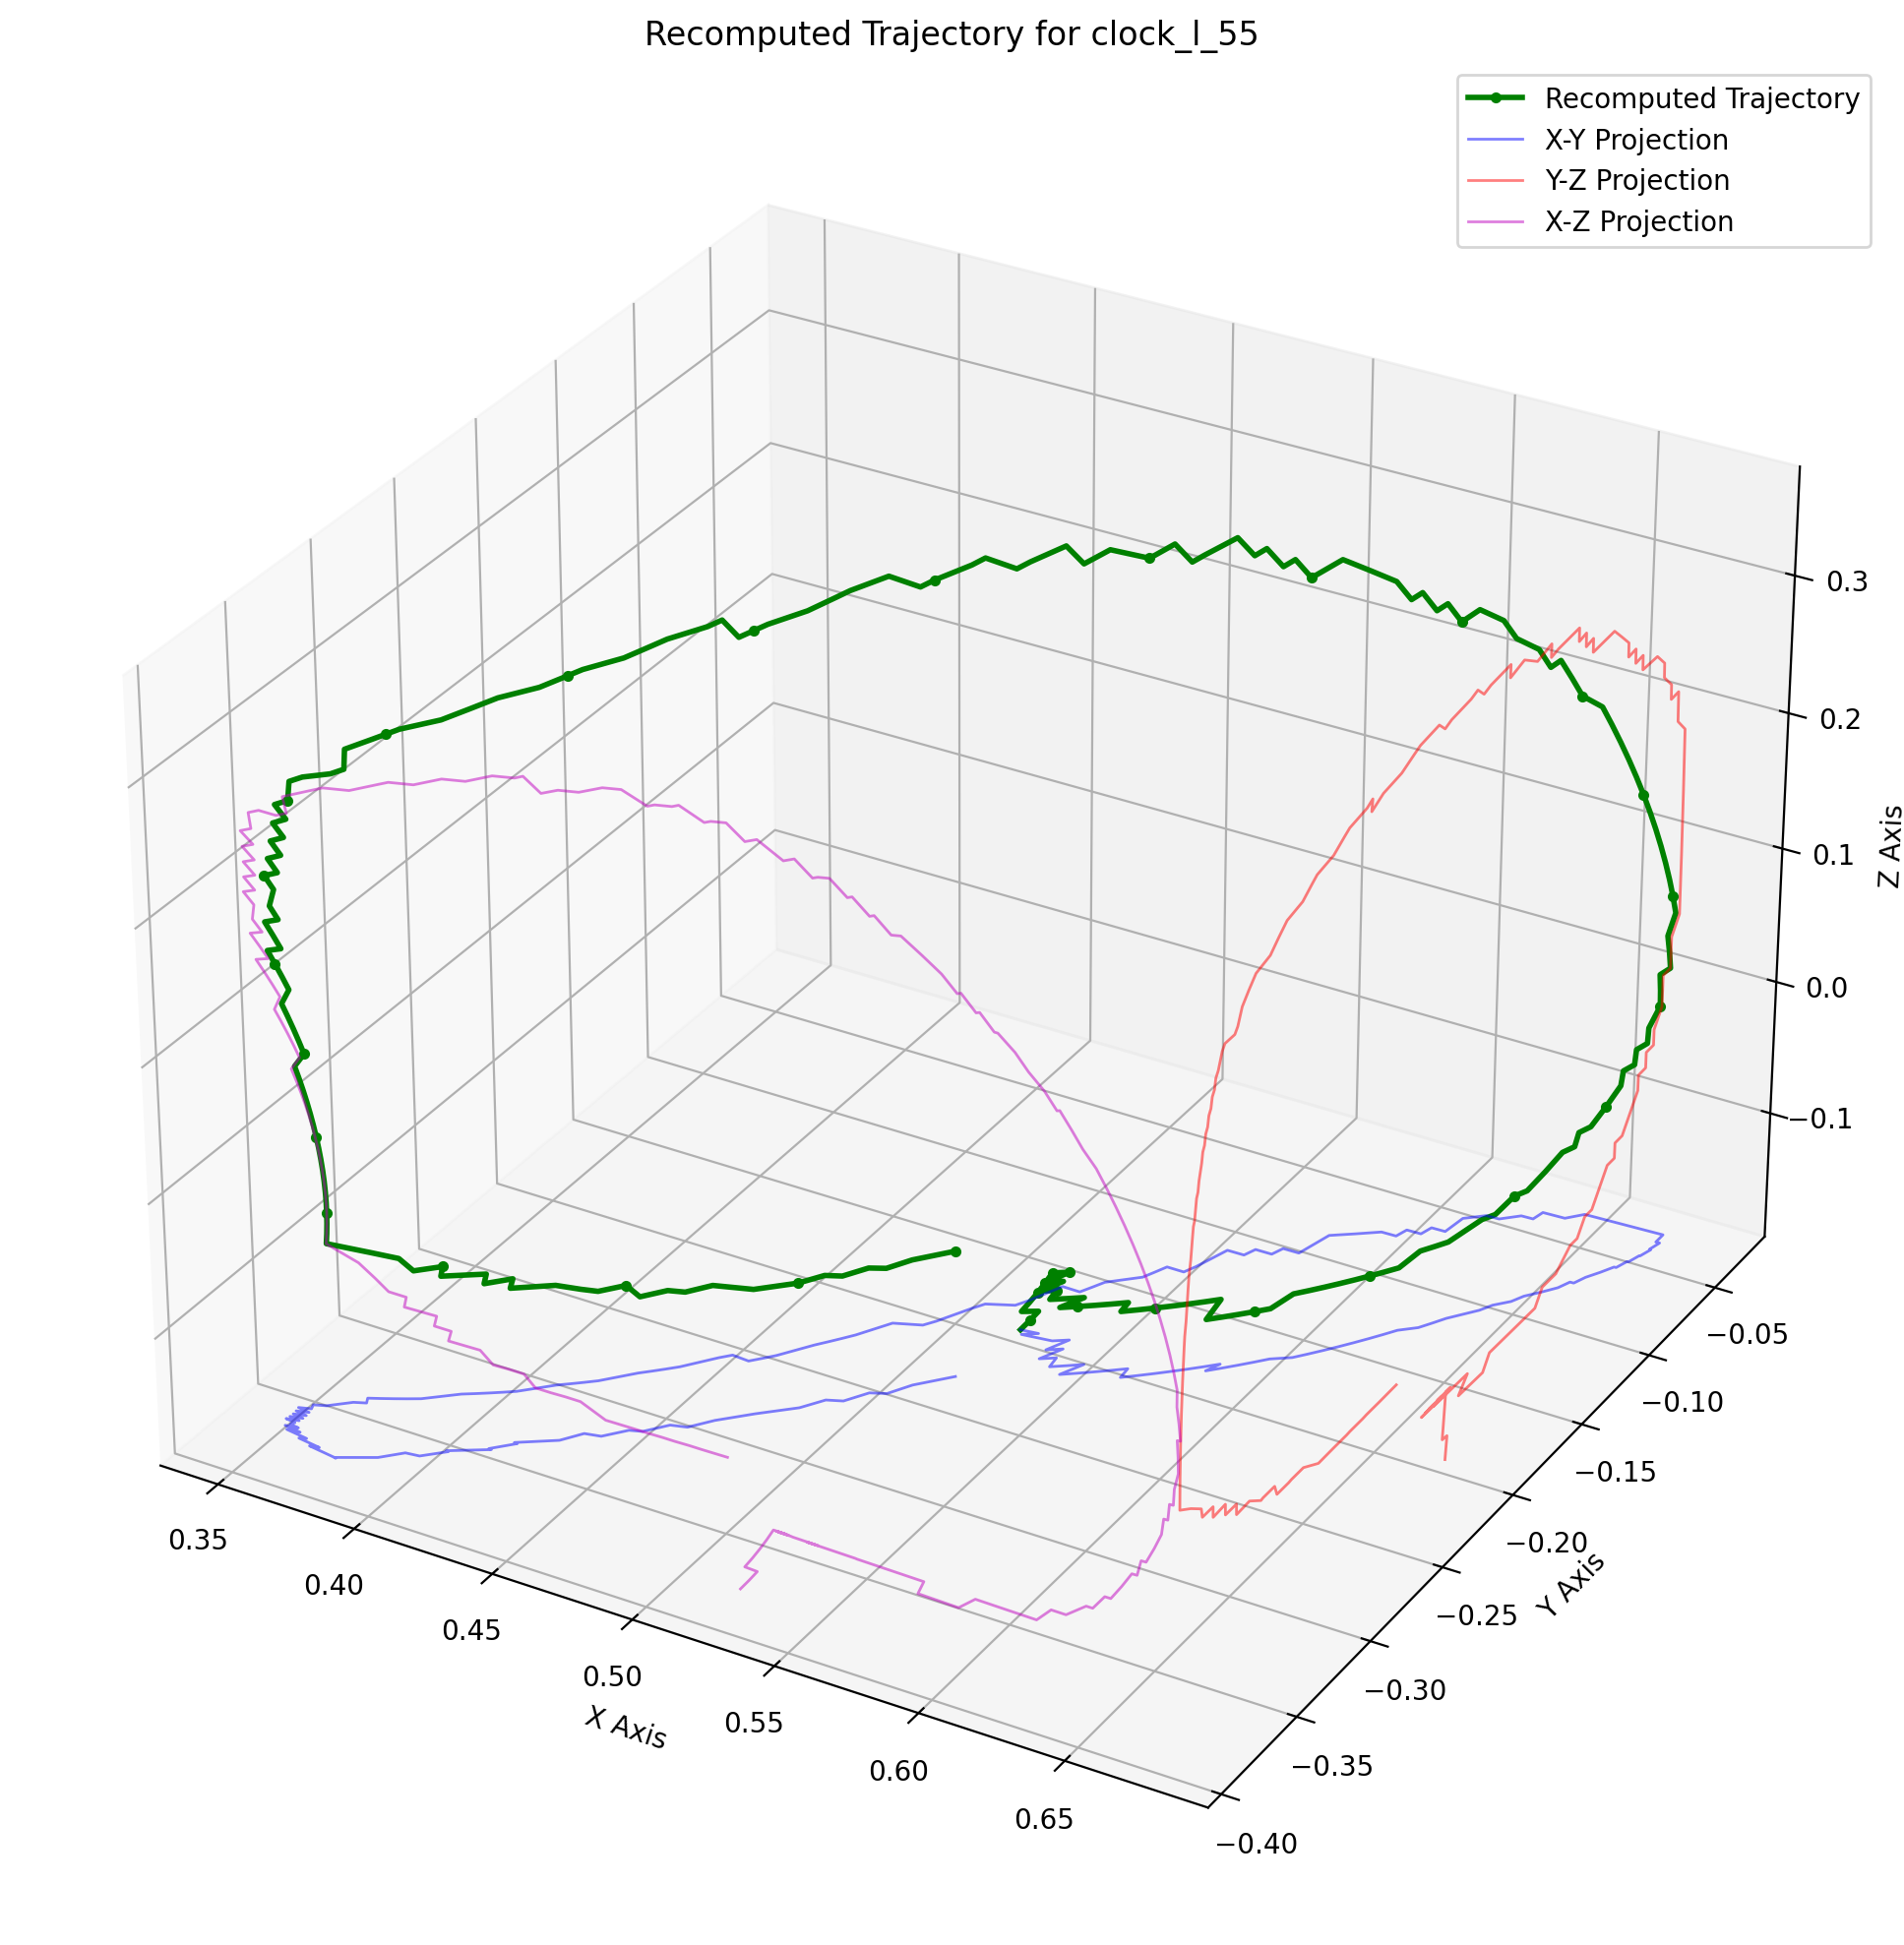 Recomputed Trajectory for clock_l_55
Recomputed Trajectory
X-Y Projection
Y-Z Projection
X-Z Projection
0.3
0.2
0.1
0.0
−0.1
Z Axis
−0.05
−0.10
−0.15
−0.20
−0.25
−0.30
−0.35
−0.40
Y Axis
0.35
0.40
0.45
0.50
0.55
0.60
0.65
X Axis